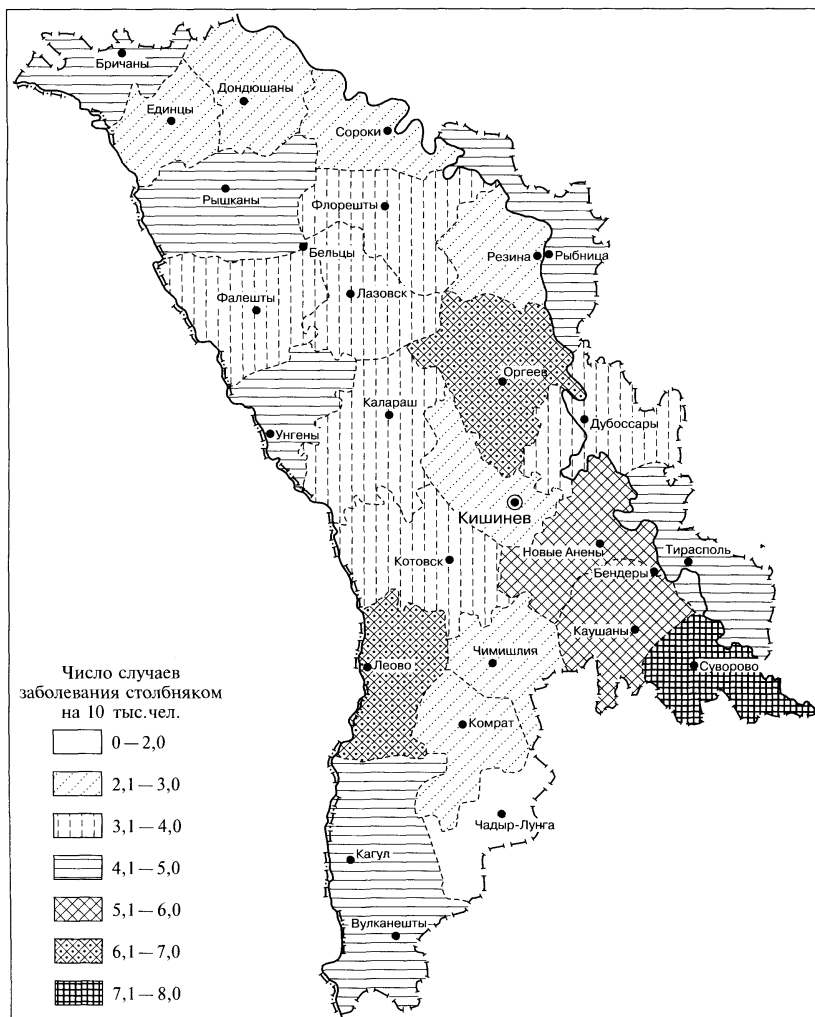 Бричаны
Дондюшаны
Единцы
Сороки
Рышканы
Флорешты
Бельцы
Резина
Рыбница
Лазовск
Фалешты
Оргеев
Калараш
Дубоссары
Унгены
Кишинев
Новые Анены
Тирасполь
Котовск
Бендеры
Каушаны
Чимишлия
Леово
Суворово
Комрат
Чадыр-Лунга
Кагул
Вулканешты
Число случаев
заболевания столбняком
на 10 тыс.чел.
0 — 2,0
2,1 — 3,0
3,1 — 4,0
4,1 — 5,0
5,1 — 6,0
6,1 — 7,0
7,1 — 8,0